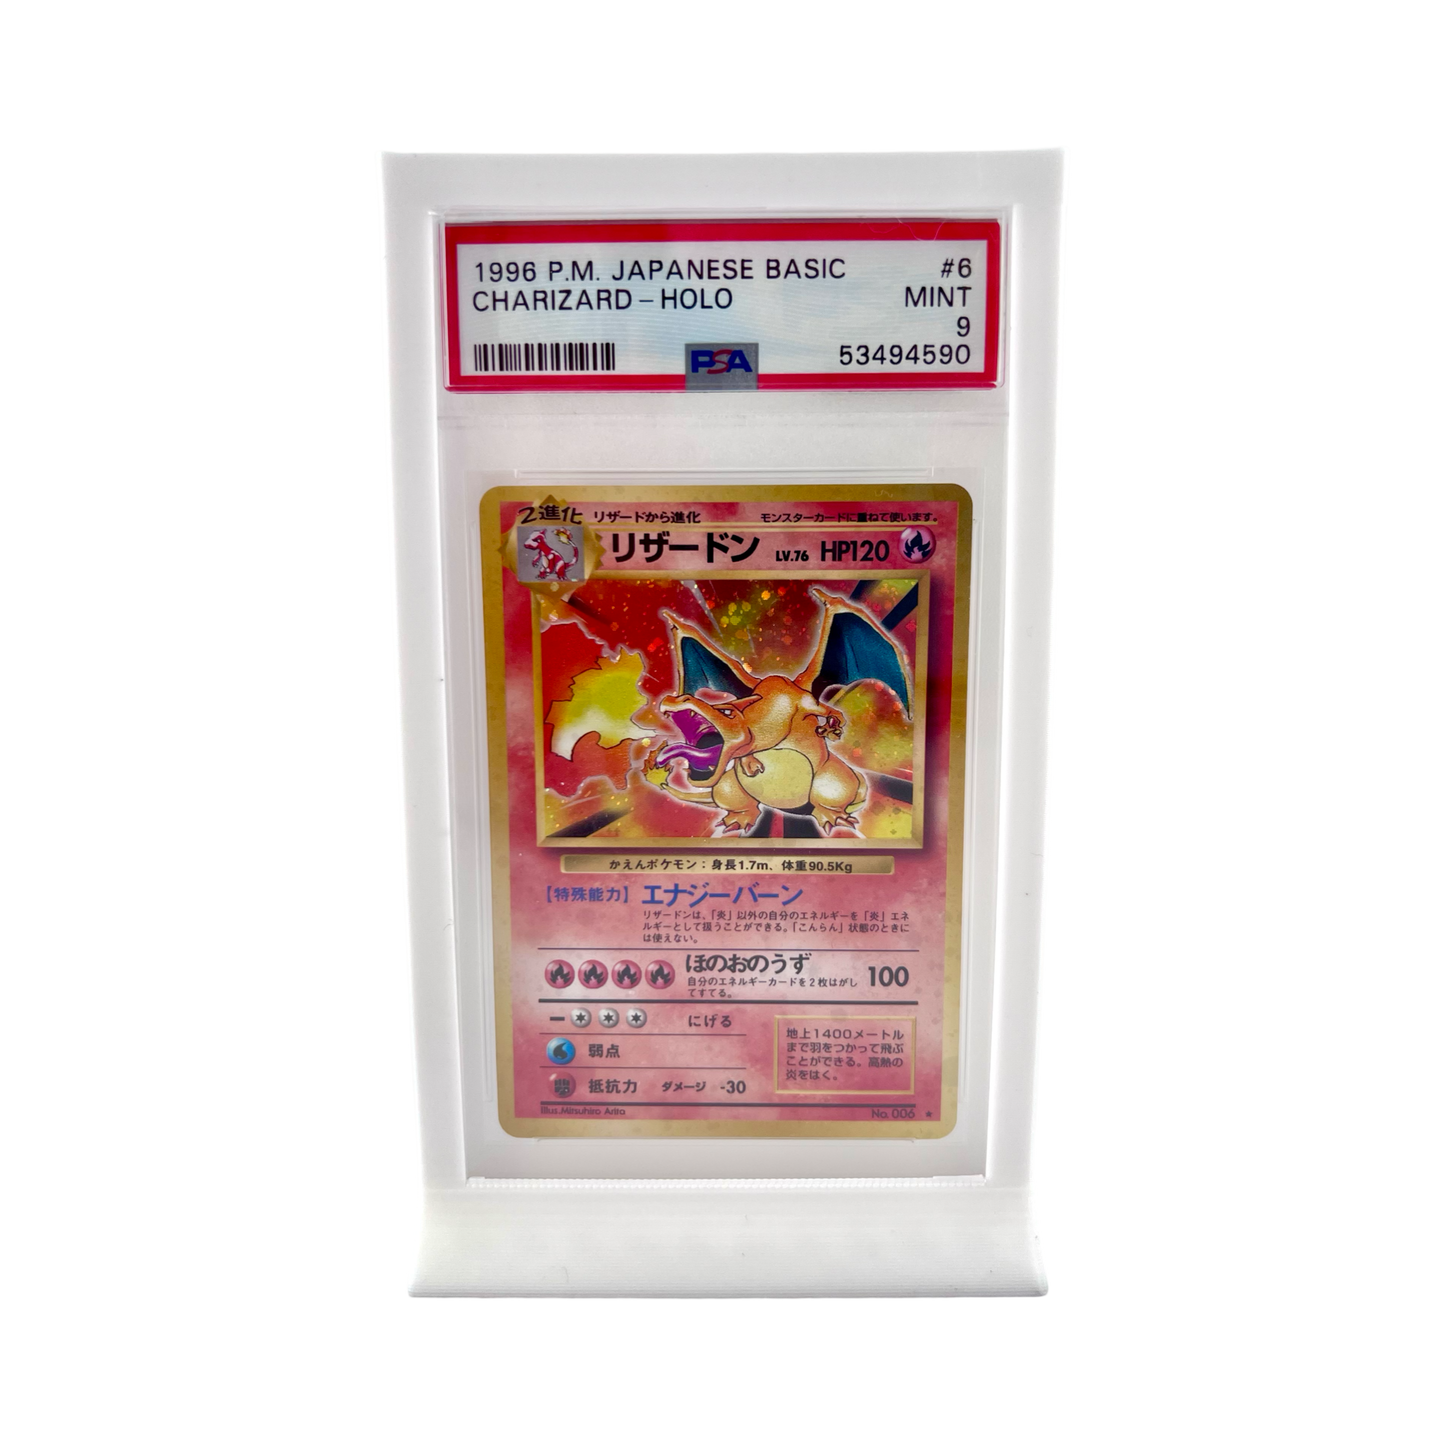 1996 P.M. JAPANESE BASIC #6
CHARIZARD – HOLO MINT
9
PSA 53494590
2進化 リザードから進化 モンスターカードに重ねて使います。
リザードン LV.76 HP120
かえんポケモン:身長1.7m、体重90.5Kg
【特殊能力】エナジーバーン
リザードンは、「炎」以外の自分のエネルギーを「炎」エネ
ルギーとして扱うことができる。「こんらん」状態のときに
は使えない。
ほのおのうず 100
自分のエネルギーカードを2枚はがし
てすてる。
にげる
弱点
抵抗力 ダメージ -30
地上1400メートル
まで羽をつかって飛ぶ
ことができる。高熱の
炎をはく。
Illus.Mitsuhiro Arita No. 006 ★